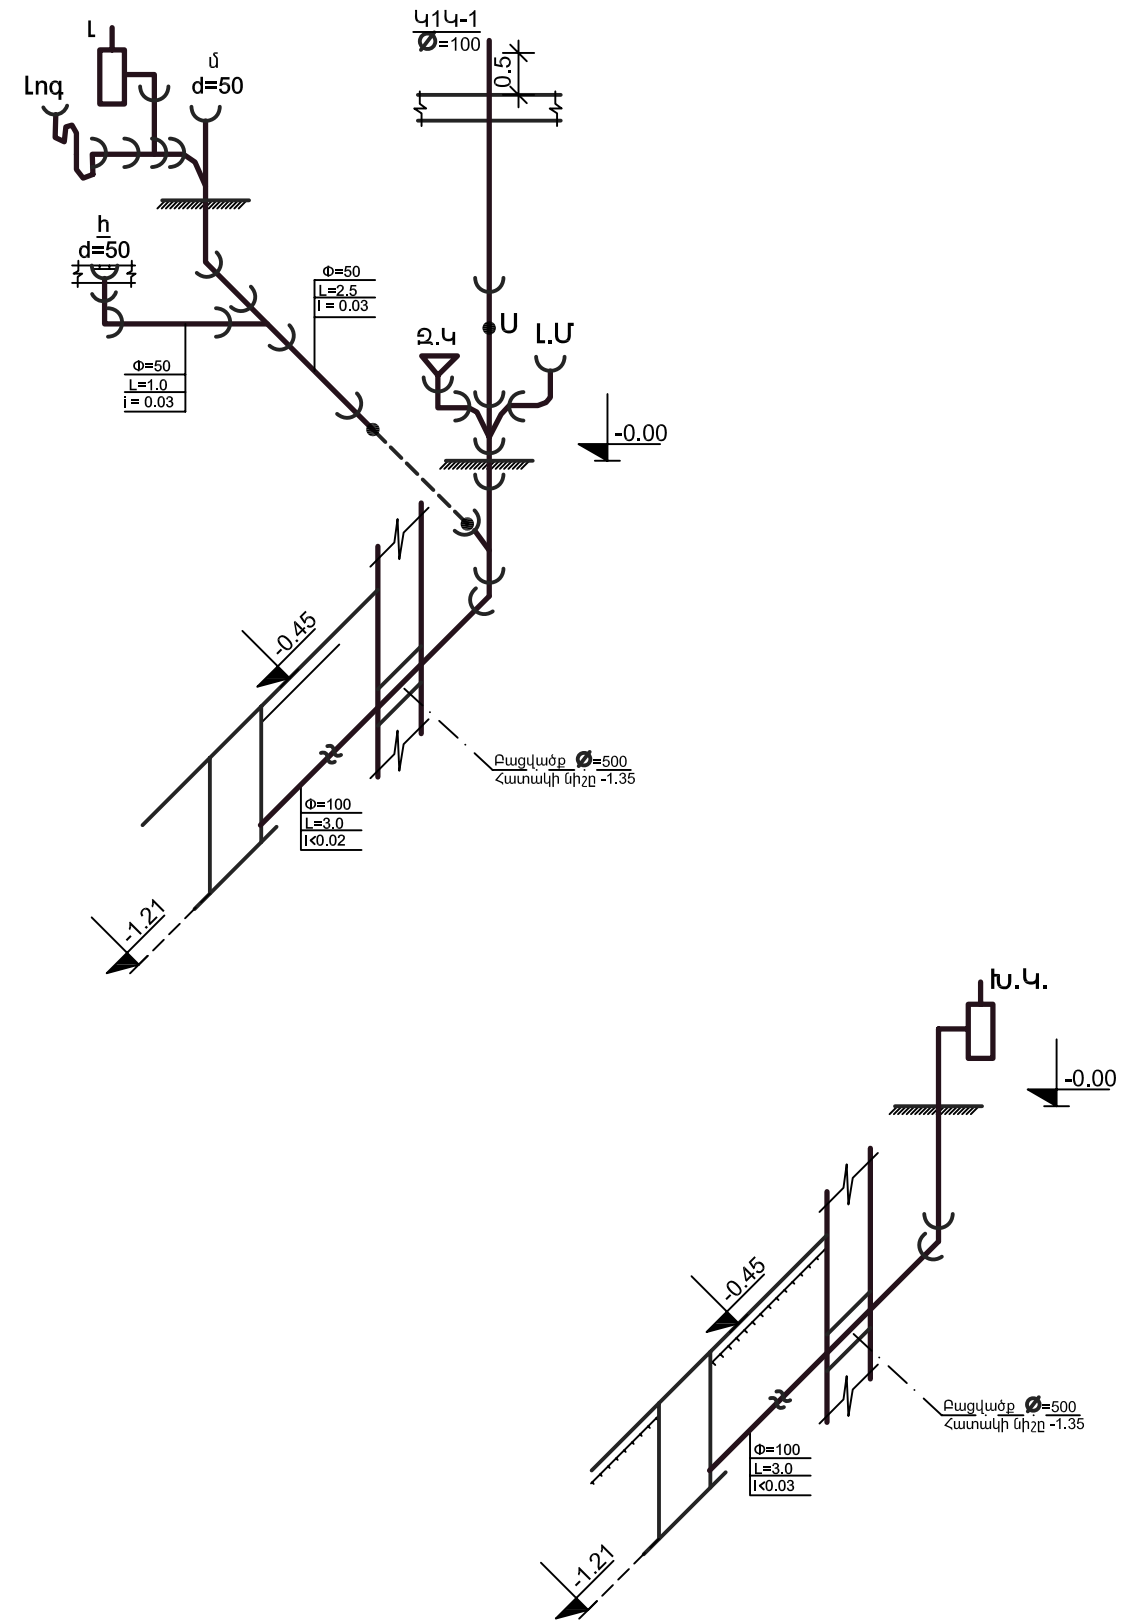 Լ
մ
d=50
Լոգ
Կ1Կ-1
Ø=100
0.5
հ
d=50
Φ=50
L=2.5
I = 0.03
Ս
Զ.Կ
Լ.Մ
Φ=50
L=1.0
i = 0.03
-0.00
-0.45
Բացվածք Ø=500
Հատակի նիշը -1.35
Φ=100
L=3.0
I<0.02
-1.21
Խ.Կ.
-0.00
-0.45
Բացվածք Ø=500
Հատակի նիշը -1.35
Φ=100
L=3.0
I<0.03
-1.21